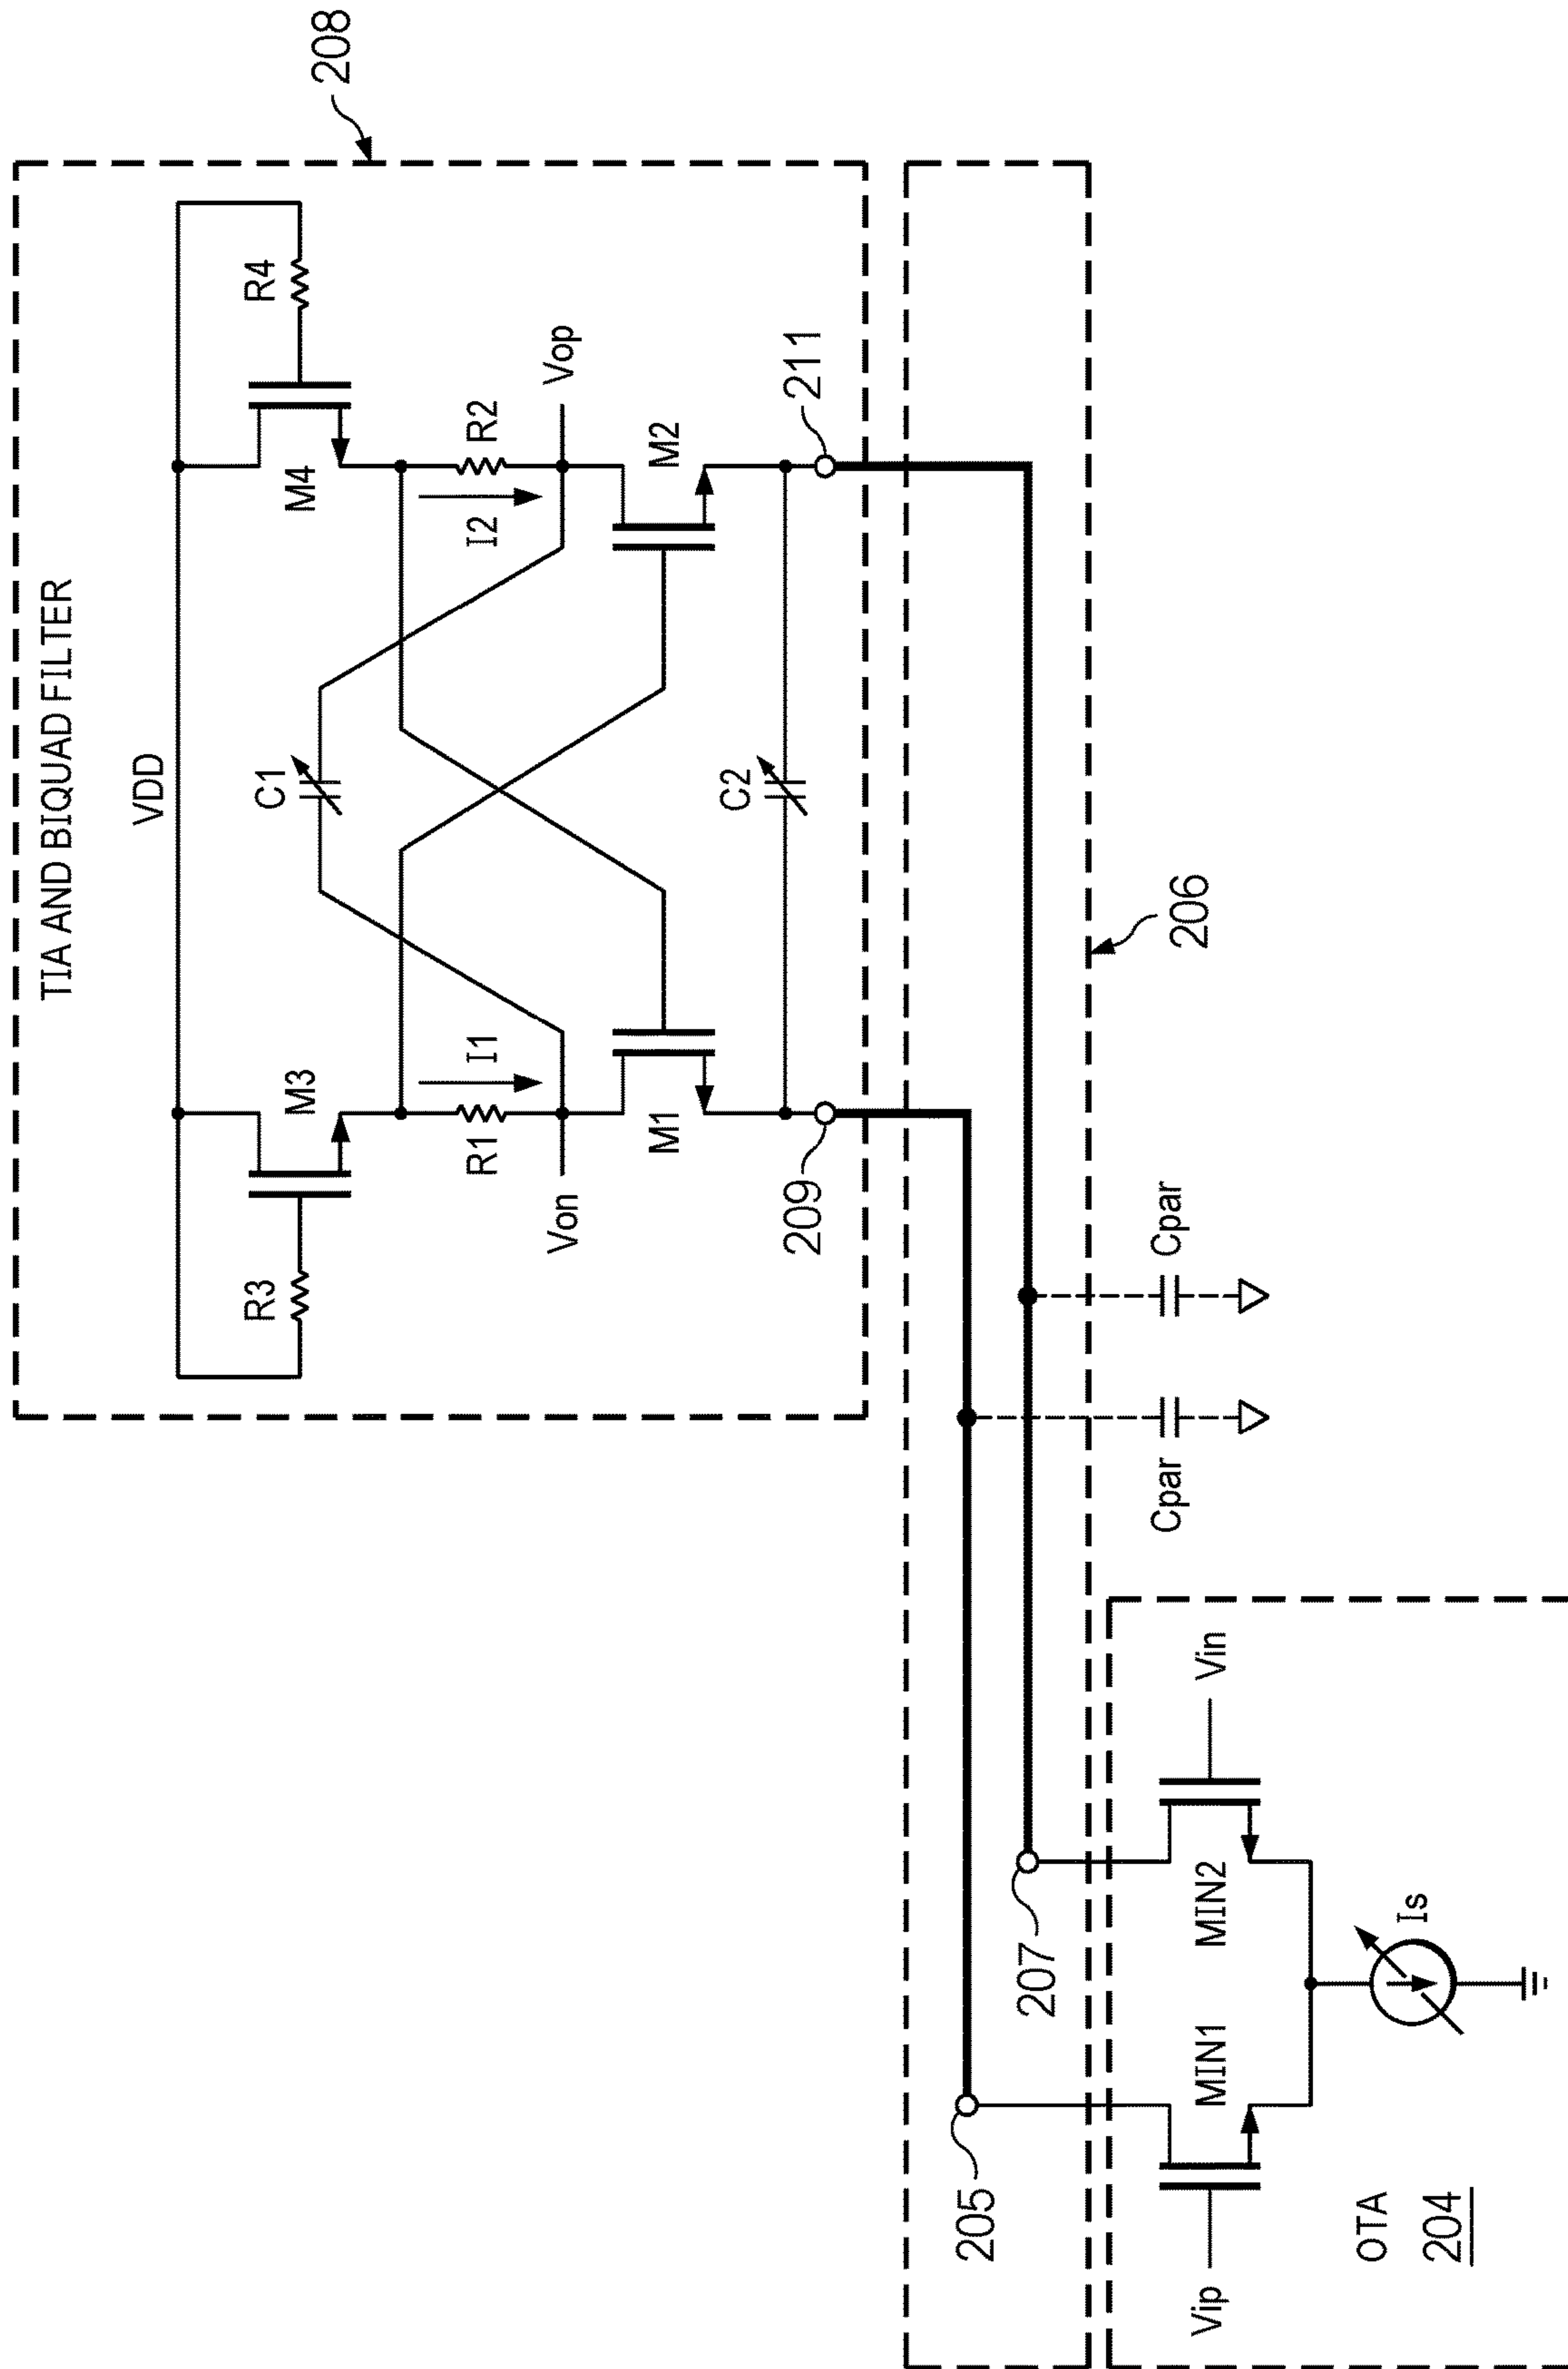 TIA AND BIQUAD FILTER
208
VDD
R3
M3
C1
M4
R4
R1
I1
I2
R2
Von
Vop
M1
M2
209
C2
211
206
Cpar
Cpar
205
207
Vip
MIN1
MIN2
Vin
OTA
204
Is